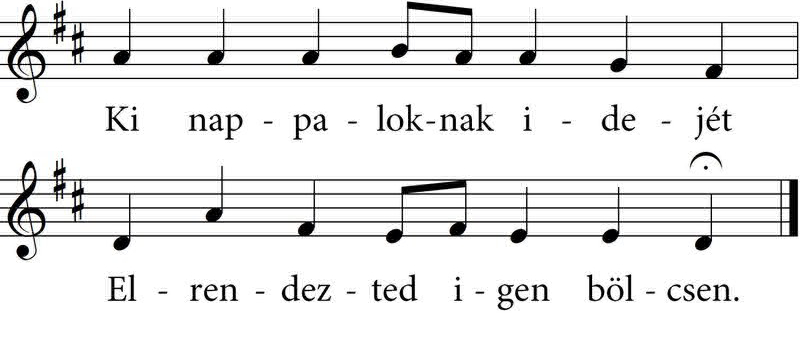 Ki nap - pa - lok-nak i - de - jét
El - ren - dez - ted i - gen böl - csen.